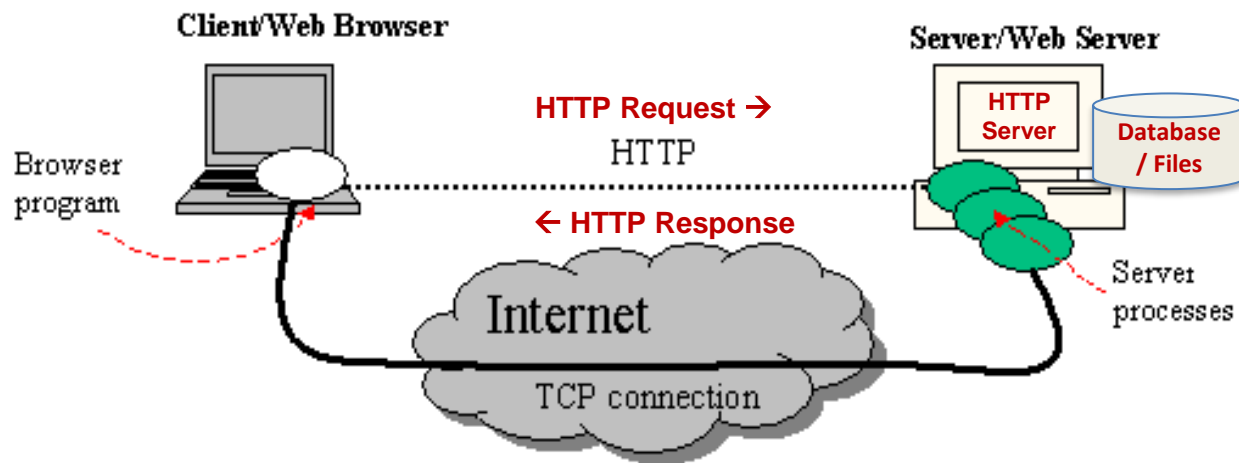 Client/Web Browser
Server/Web Server
HTTP Request →
HTTP
HTTP
Server
Database
/ Files
Browser
program
← HTTP Response
Server
processes
Internet
TCP connection